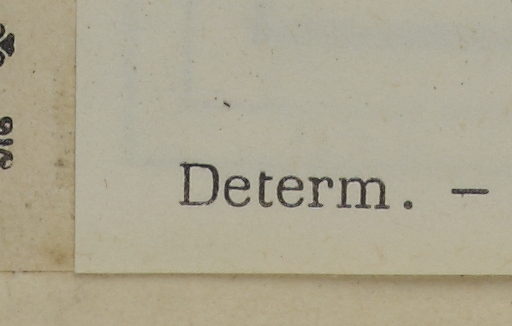 Determ. –